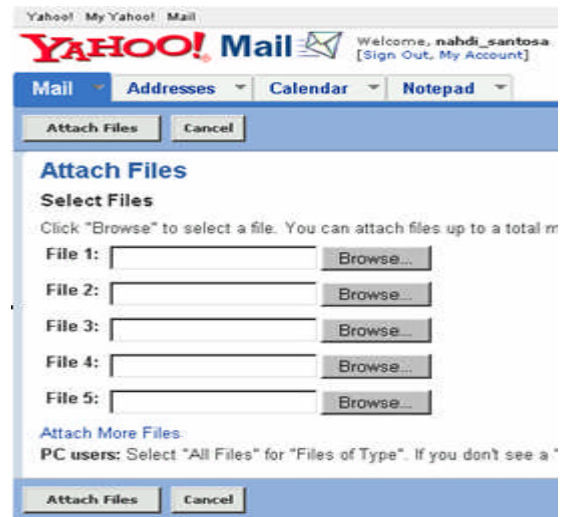 Yahoo! My Yahoo! Mail
YAHOO! Mail Welcome, nahdi_santosa
[Sign Out, My Account]
Mail Addresses Calendar Notepad
Attach Files Cancel
Attach Files
Select Files
Click "Browse" to select a file. You can attach files up to a total m
File 1: Browse...
File 2: Browse...
File 3: Browse...
File 4: Browse...
File 5: Browse...
Attach More Files
PC users: Select "All Files" for "Files of Type". If you don't see a "
Attach Files Cancel